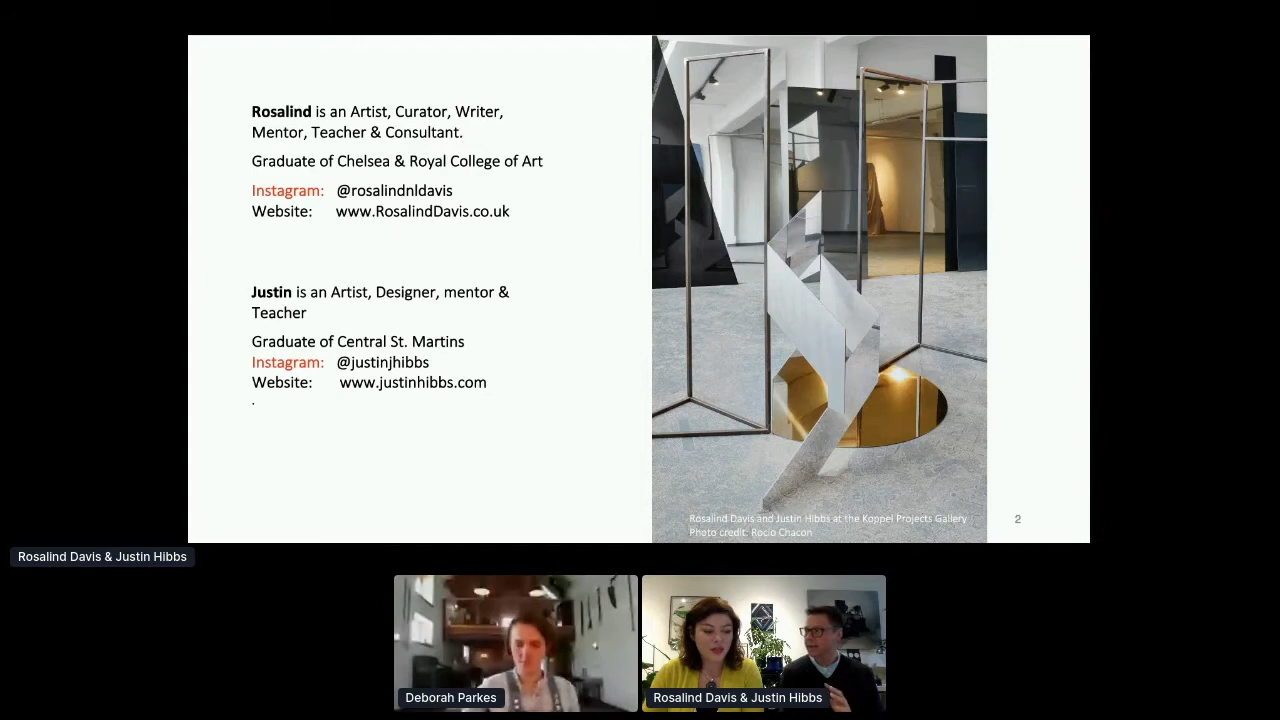 Rosalind is an Artist, Curator, Writer,
Mentor, Teacher & Consultant.
Graduate of Chelsea & Royal College of Art
Instagram: @rosalindnldavis
Website: www.RosalindDavis.co.uk
Justin is an Artist, Designer, mentor &
Teacher
Graduate of Central St. Martins
Instagram: @justinjhibbs
Website: www.justinhibbs.com
.
Rosalind Davis and Justin Hibbs at the Koppel Projects Gallery
Photo credit: Rocio Chacon
2
Rosalind Davis & Justin Hibbs
Deborah Parkes
Rosalind Davis & Justin Hibbs